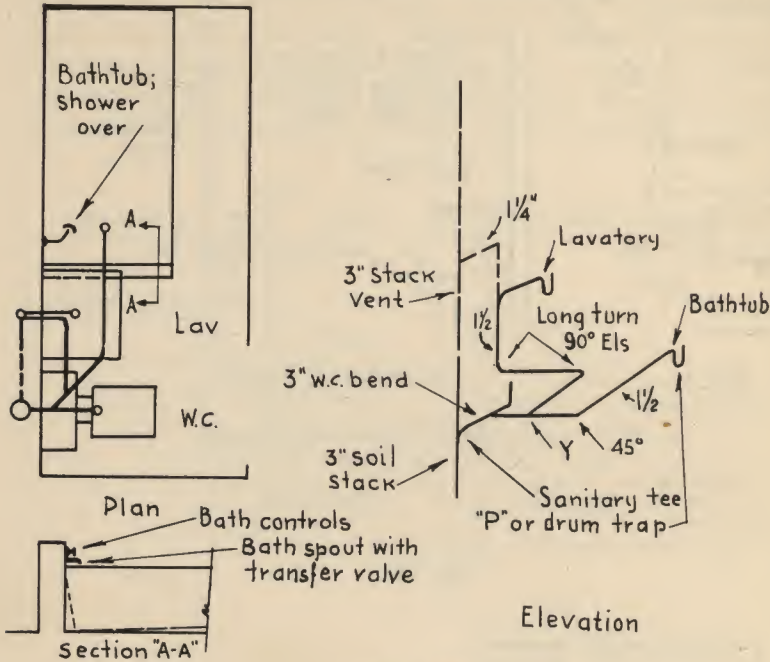 Bathtub;
shower
over
A
A
Lav
W.C.
Plan
Bath controls
Bath spout with
transfer valve
Section "A-A"
1¼"
Lavatory
3" Stack
Vent
1½
Long turn
90° Els
Bathtub
3" W.C. bend
1½
Y
45°
3" Soil
Stack
Sanitary tee
"P" or drum trap
Elevation